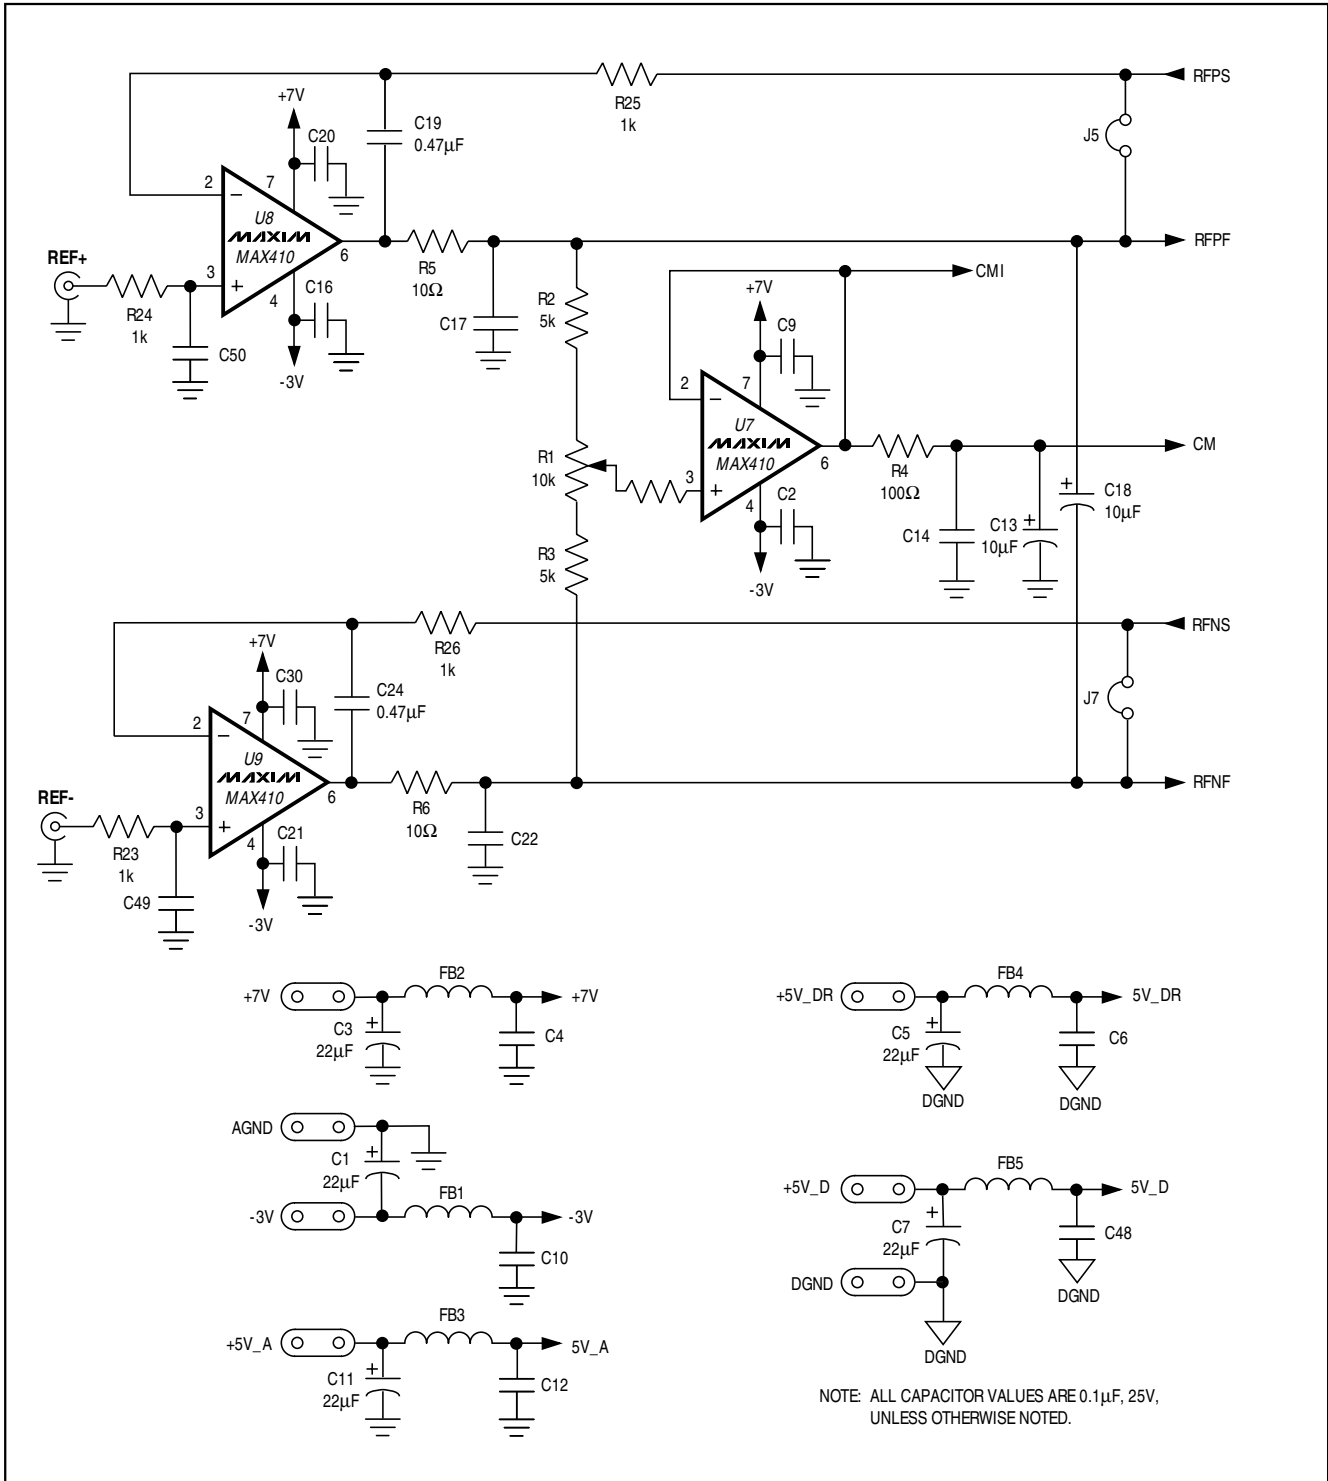 RFPS
R25
1k
+7V
C20
C19
0.47µF
J5
2
7
−
U8
MAXIM
MAX410
6
RFPF
REF+
3
+
4
R24
1k
C50
C16
-3V
R5
10Ω
C17
R2
5k
CMI
+7V
C9
2
7
−
U7
MAXIM
MAX410
6
CM
R1
10k
3
+
4
C2
-3V
R4
100Ω
C14
+
C13
10µF
+
C18
10µF
R3
5k
RFNS
R26
1k
+7V
C30
C24
0.47µF
J7
2
7
−
U9
MAXIM
MAX410
6
RFNF
REF-
3
+
4
R23
1k
C49
C21
-3V
R6
10Ω
C22
+7V
FB2
+7V
+
C3
22µF
C4
+5V_DR
FB4
5V_DR
+
C5
22µF
C6
DGND
DGND
AGND
+
C1
22µF
-3V
FB1
-3V
C10
+5V_D
FB5
5V_D
+
C7
22µF
C48
DGND
DGND
DGND
+5V_A
FB3
5V_A
+
C11
22µF
C12
NOTE: ALL CAPACITOR VALUES ARE 0.1µF, 25V,
UNLESS OTHERWISE NOTED.